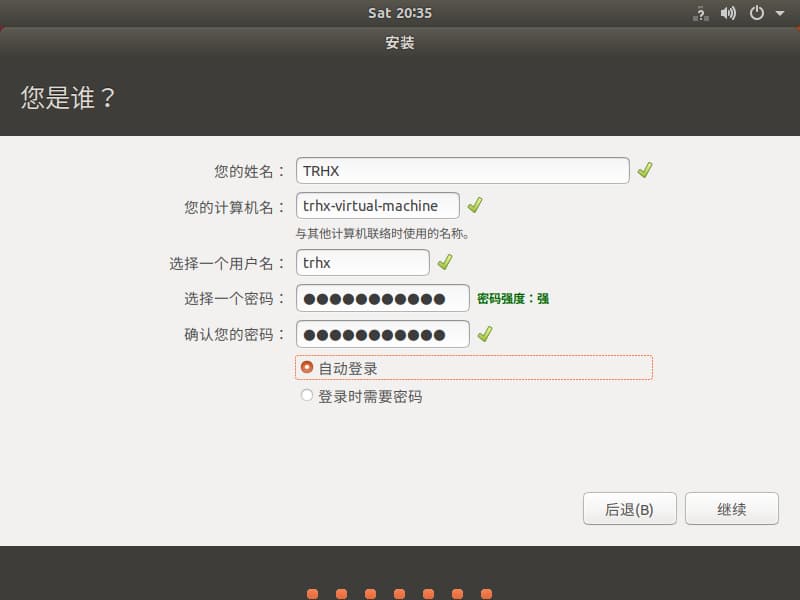 Sat 20:35
安装
您是谁？
您的姓名： TRHX
您的计算机名： trhx-virtual-machine
与其他计算机联络时使用的名称。
选择一个用户名： trhx
选择一个密码： ●●●●●●●●●●● 密码强度：强
确认您的密码： ●●●●●●●●●●●
自动登录
登录时需要密码
后退(B) 继续